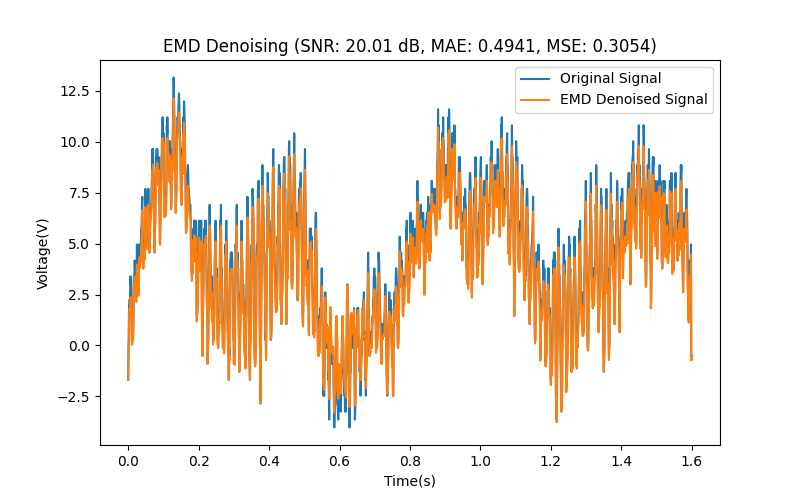 EMD Denoising (SNR: 20.01 dB, MAE: 0.4941, MSE: 0.3054)
Original Signal
EMD Denoised Signal
12.5
10.0
7.5
5.0
2.5
0.0
−2.5
Voltage(V)
0.0 0.2 0.4 0.6 0.8 1.0 1.2 1.4 1.6
Time(s)